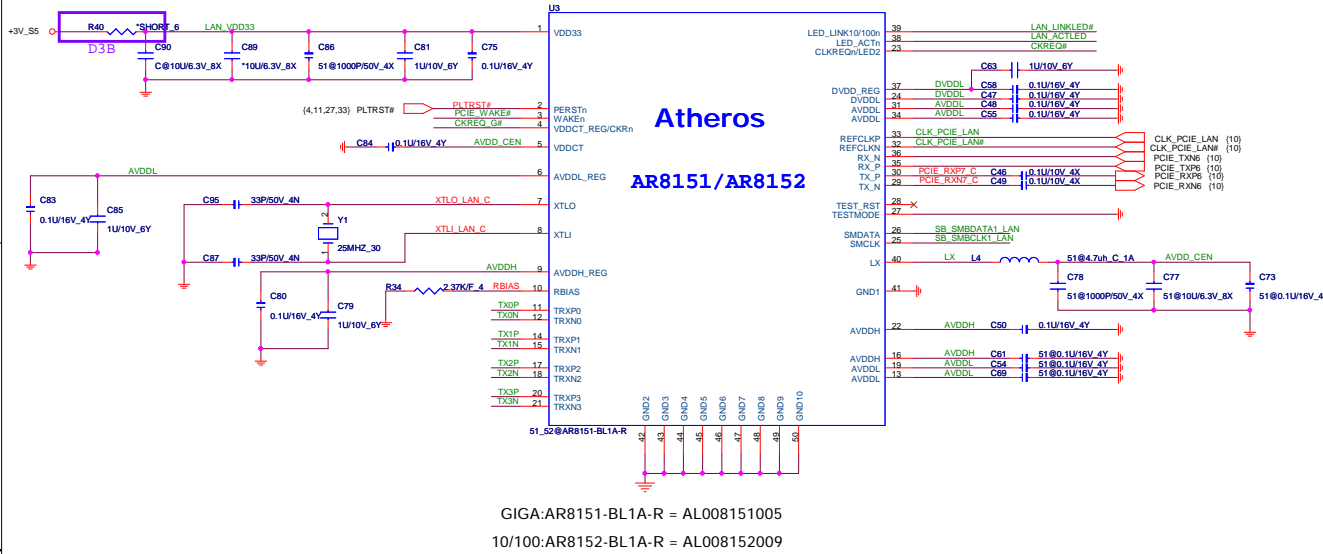 U3
+3V_S5
R40
*SHORT_6
LAN_VDD33
D3B
C90
C@10U/6.3V_8X
C89
*10U/6.3V_8X
C86
51@1000P/50V_4X
C81
1U/10V_6Y
C75
0.1U/16V_4Y
1
VDD33
{4,11,27,33} PLTRST#
PLTRST#
2
PERSTn
PCIE_WAKE#
3
WAKEn
CKREQ_G#
4
VDDCT_REG/CKRn
C84
0.1U/16V_4Y
AVDD_CEN
5
VDDCT
AVDDL
6
AVDDL_REG
C83
0.1U/16V_4Y
C85
1U/10V_6Y
C95
33P/50V_4N
XTLO_LAN_C
7
XTLO
2
Y1
1
25MHZ_30
XTLI_LAN_C
8
XTLI
C87
33P/50V_4N
AVDDH
9
AVDDH_REG
C80
0.1U/16V_4Y
C79
1U/10V_6Y
R34
2.37K/F_4
RBIAS
10
RBIAS
TX0P
11
TRXP0
TX0N
12
TRXN0
TX1P
14
TRXP1
TX1N
15
TRXN1
TX2P
17
TRXP2
TX2N
18
TRXN2
TX3P
20
TRXP3
TX3N
21
TRXN3
51_52@AR8151-BL1A-R
Atheros
AR8151/AR8152
LED_LINK10/100n
39
LAN_LINKLED#
LED_ACTn
38
LAN_ACTLED
CLKREQn/LED2
23
CKREQ#
C63
1U/10V_6Y
DVDD_REG
37
DVDDL
C58
0.1U/16V_4Y
DVDDL
24
DVDDL
C47
0.1U/16V_4Y
AVDDL
31
AVDDL
C48
0.1U/16V_4Y
AVDDL
34
AVDDL
C55
0.1U/16V_4Y
REFCLKP
33
CLK_PCIE_LAN
CLK_PCIE_LAN {10}
REFCLKN
32
CLK_PCIE_LAN#
CLK_PCIE_LAN# {10}
RX_N
36
PCIE_TXN6 {10}
RX_P
35
PCIE_TXP6 {10}
TX_P
30
PCIE_RXP7_C
C46
0.1U/10V_4X
PCIE_RXP6 {10}
TX_N
29
PCIE_RXN7_C
C49
0.1U/10V_4X
PCIE_RXN6 {10}
TEST_RST
28
TESTMODE
27
SMDATA
26
SB_SMBDATA1_LAN
SMCLK
25
SB_SMBCLK1_LAN
LX
40
LX
L4
51@4.7uh_C_1A
AVDD_CEN
C78
51@1000P/50V_4X
C77
51@10U/6.3V_8X
C73
51@0.1U/16V_4
GND1
41
AVDDH
22
AVDDH
C50
0.1U/16V_4Y
AVDDH
16
AVDDH
C61
51@0.1U/16V_4Y
AVDDL
19
AVDDL
C54
51@0.1U/16V_4Y
AVDDL
13
AVDDL
C69
51@0.1U/16V_4Y
GND2
GND3
GND4
GND5
GND6
GND7
GND8
GND9
GND10
42
43
44
45
46
47
48
49
50
GIGA:AR8151-BL1A-R = AL008151005
10/100:AR8152-BL1A-R = AL008152009